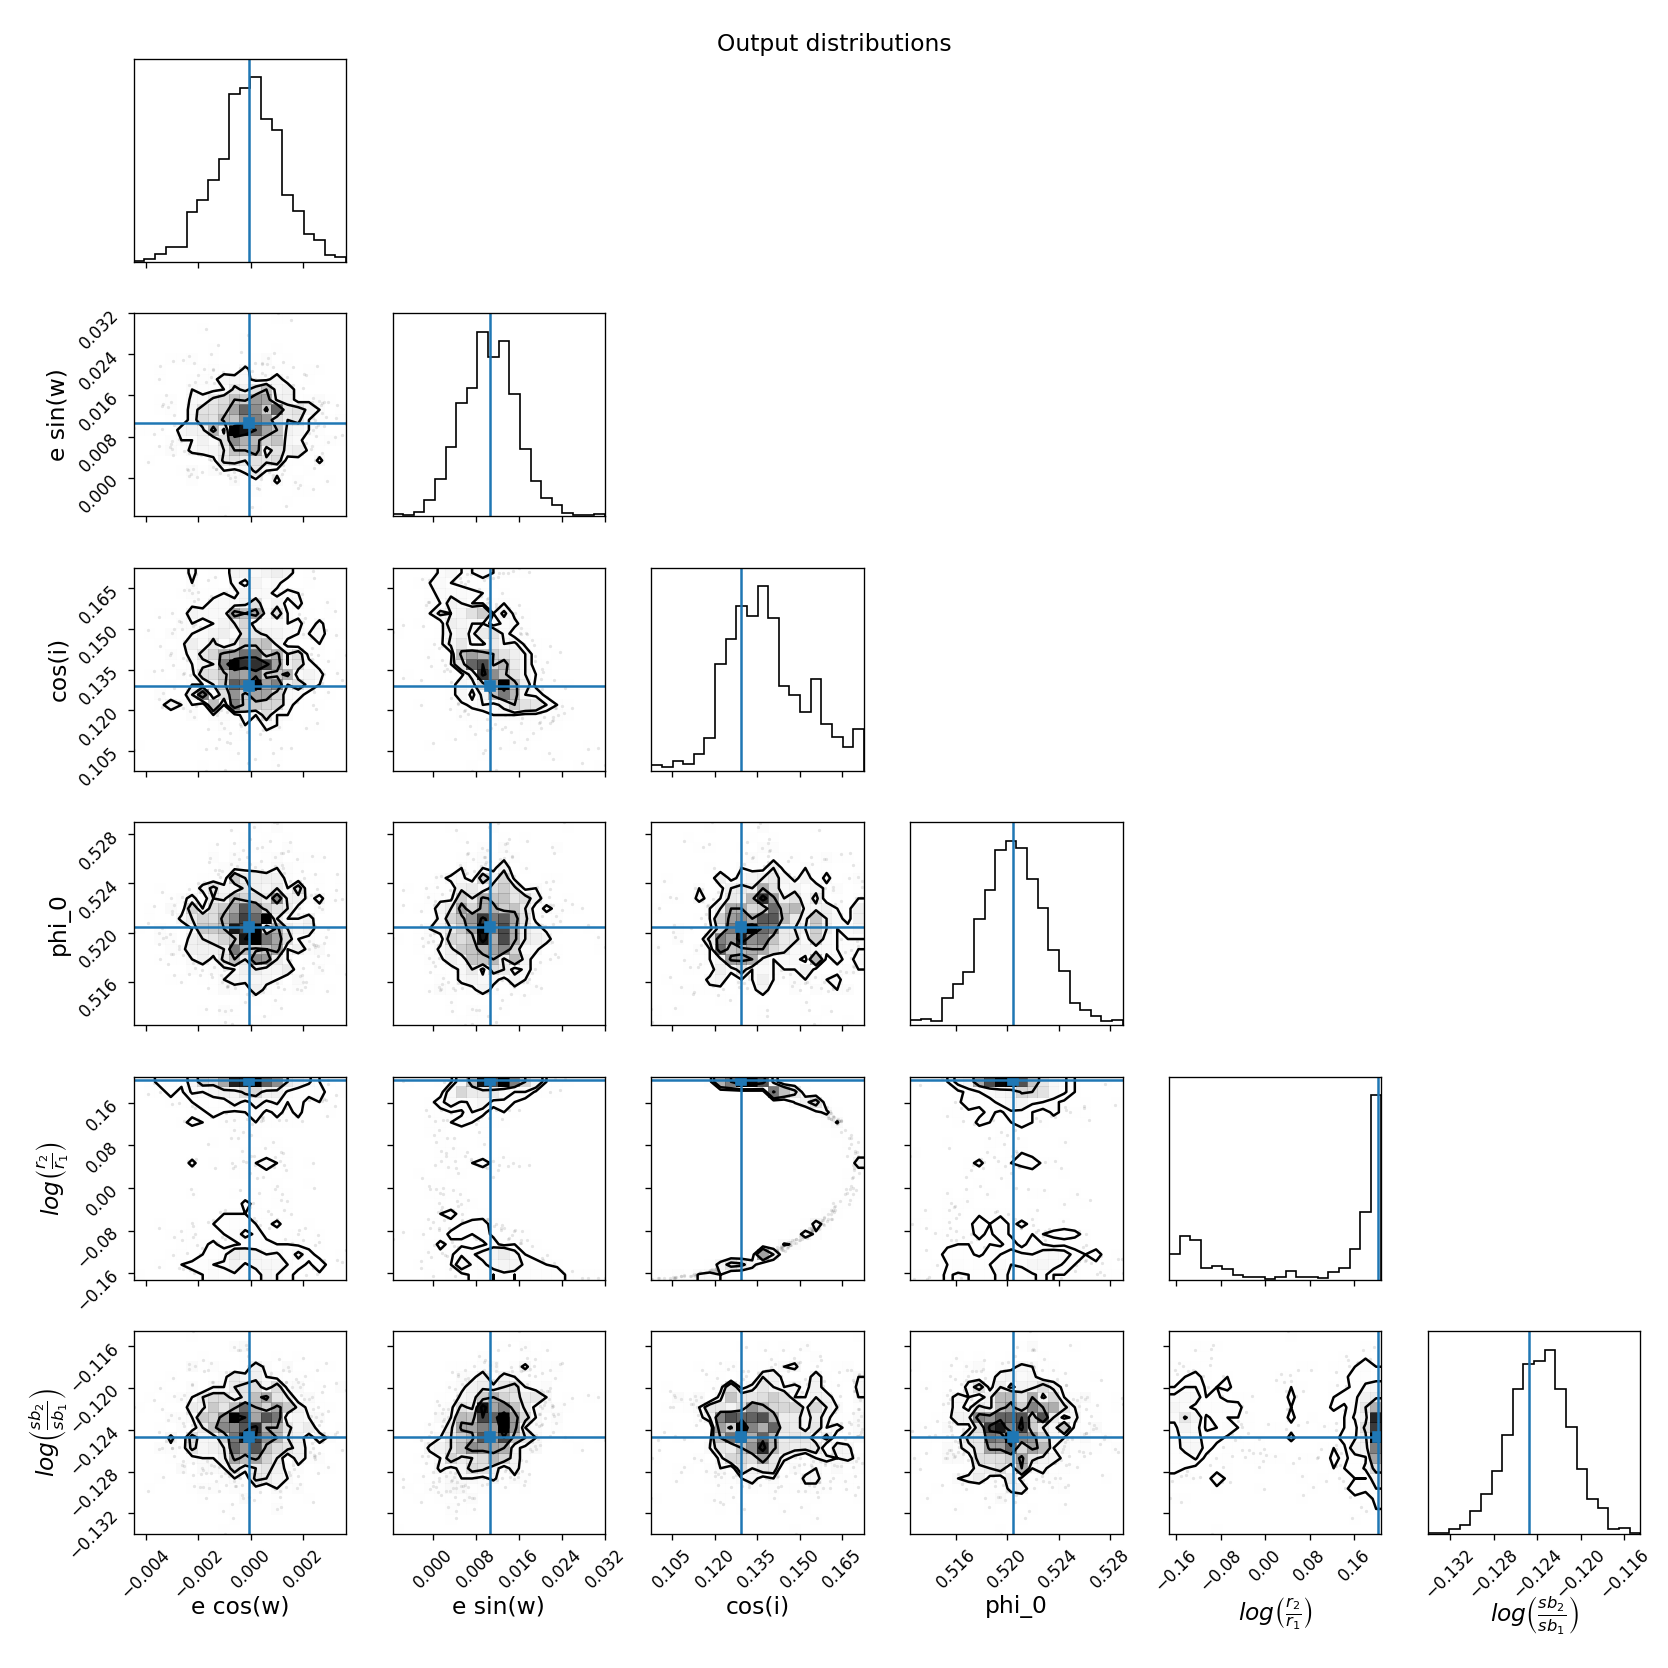 Output distributions
e sin(w)
0.032
0.024
0.016
0.008
0.000
cos(i)
0.165
0.150
0.135
0.120
0.105
phi_0
0.528
0.524
0.520
0.516
log(r₂/r₁)
0.16
0.08
0.00
−0.08
−0.16
log(sb₂/sb₁)
−0.116
−0.120
−0.124
−0.128
−0.132
−0.004 −0.002 0.000 0.002
0.000 0.008 0.016 0.024 0.032
0.105 0.120 0.135 0.150 0.165
0.516 0.520 0.524 0.528
−0.16 −0.08 0.00 0.08 0.16
−0.132 −0.128 −0.124 −0.120 −0.116
e cos(w) e sin(w) cos(i) phi_0 log(r₂/r₁) log(sb₂/sb₁)